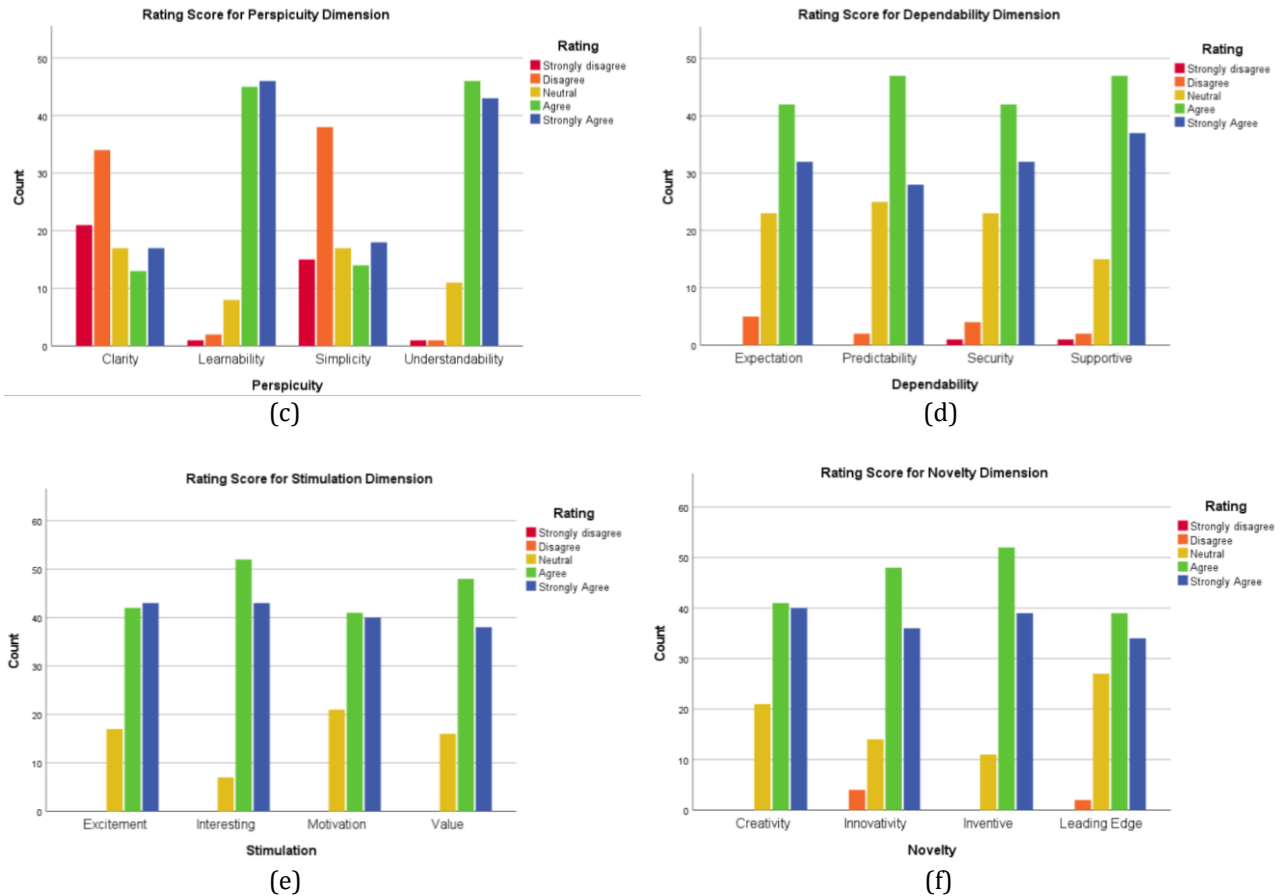 Rating Score for Perspicuity Dimension
Rating
Strongly disagree
Disagree
Neutral
Agree
Strongly Agree
50
40
30
20
10
0
Count
Clarity
Learnability
Simplicity
Understandability
Perspicuity
(c)
Rating Score for Dependability Dimension
Rating
Strongly disagree
Disagree
Neutral
Agree
Strongly Agree
50
40
30
20
10
0
Count
Expectation
Predictability
Security
Supportive
Dependability
(d)
Rating Score for Stimulation Dimension
Rating
Strongly disagree
Disagree
Neutral
Agree
Strongly Agree
60
50
40
30
20
10
0
Count
Excitement
Interesting
Motivation
Value
Stimulation
(e)
Rating Score for Novelty Dimension
Rating
Strongly disagree
Disagree
Neutral
Agree
Strongly Agree
60
50
40
30
20
10
0
Count
Creativity
Innovativity
Inventive
Leading Edge
Novelty
(f)